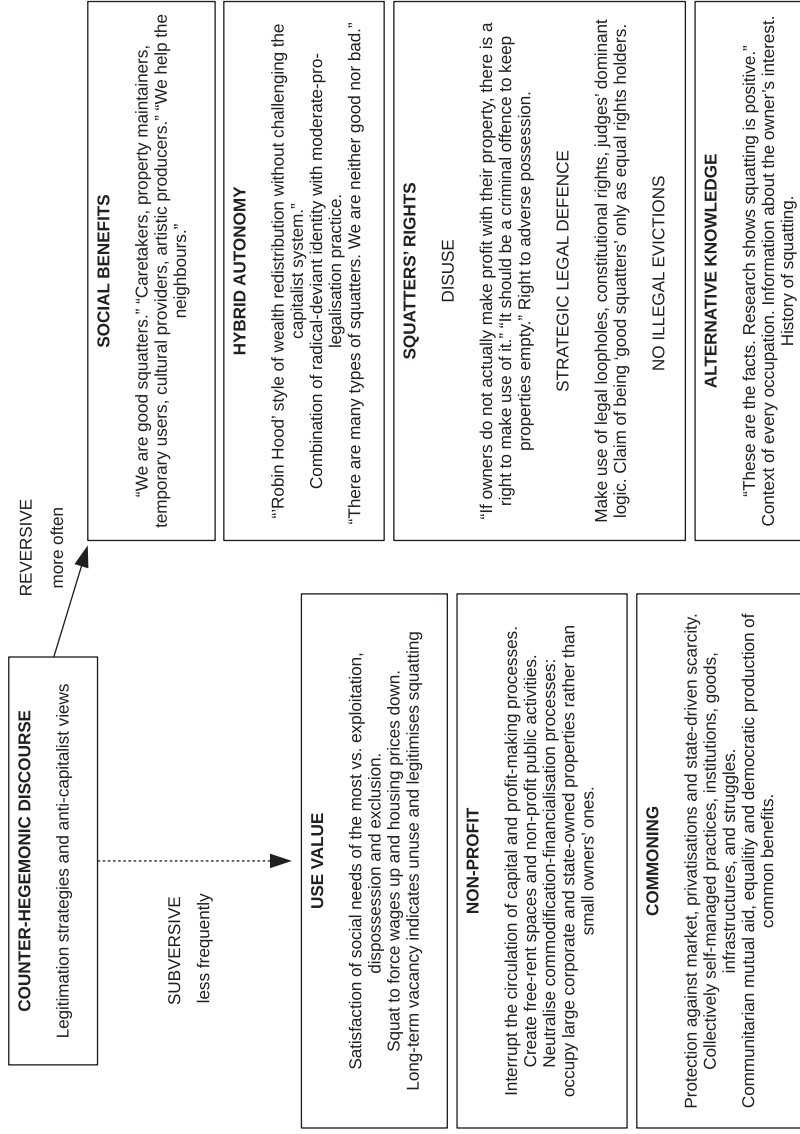 COUNTER-HEGEMONIC DISCOURSE
Legitimation strategies and anti-capitalist views
SUBVERSIVE
less frequently
REVERSIVE
more often
USE VALUE
Satisfaction of social needs of the most vs. exploitation,
dispossession and exclusion.
Squat to force wages up and housing prices down.
Long-term vacancy indicates unuse and legitimises squatting
NON-PROFIT
Interrupt the circulation of capital and profit-making processes.
Create free-rent spaces and non-profit public activities.
Neutralise commodification-financialisation processes:
occupy large corporate and state-owned properties rather than
small owners’ ones.
COMMONING
Protection against market, privatisations and state-driven scarcity.
Collectively self-managed practices, institutions, goods,
infrastructures, and struggles.
Communitarian mutual aid, equality and democratic production of
common benefits.
SOCIAL BENEFITS
“We are good squatters.” “Caretakers, property maintainers,
temporary users, cultural providers, artistic producers.” “We help the
neighbours.”
HYBRID AUTONOMY
“’Robin Hood’ style of wealth redistribution without challenging the
capitalist system.”
Combination of radical-deviant identity with moderate-pro-
legalisation practice.
“There are many types of squatters. We are neither good nor bad.”
SQUATTERS’ RIGHTS
DISUSE
“If owners do not actually make profit with their property, there is a
right to make use of it.” “It should be a criminal offence to keep
properties empty.” Right to adverse possession.
STRATEGIC LEGAL DEFENCE
Make use of legal loopholes, constitutional rights, judges’ dominant
logic. Claim of being ‘good squatters’ only as equal rights holders.
NO ILLEGAL EVICTIONS
ALTERNATIVE KNOWLEDGE
“These are the facts. Research shows squatting is positive.”
Context of every occupation. Information about the owner’s interest.
History of squatting.